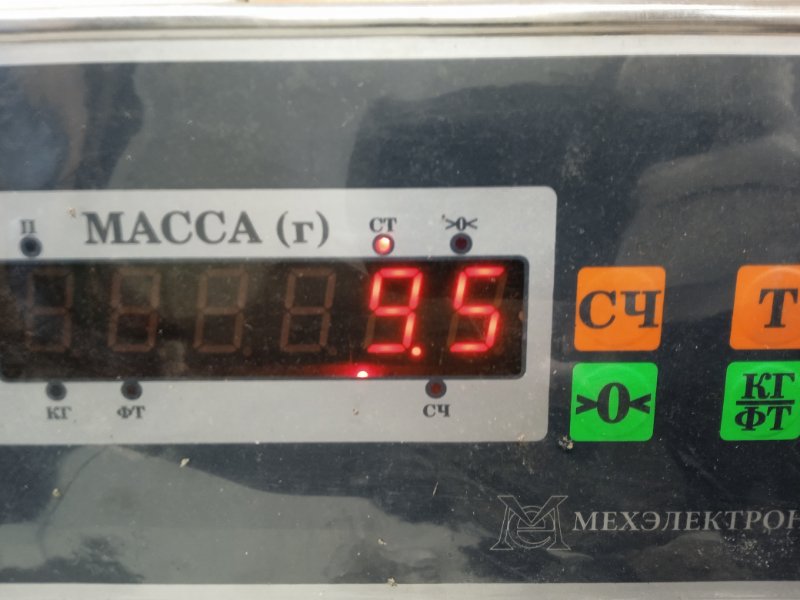 П МАССА (г) СТ >0<
9.5
КГ ФТ СЧ
СЧ Т
>0< КГ ФТ
МЕХЭЛЕКТРОН